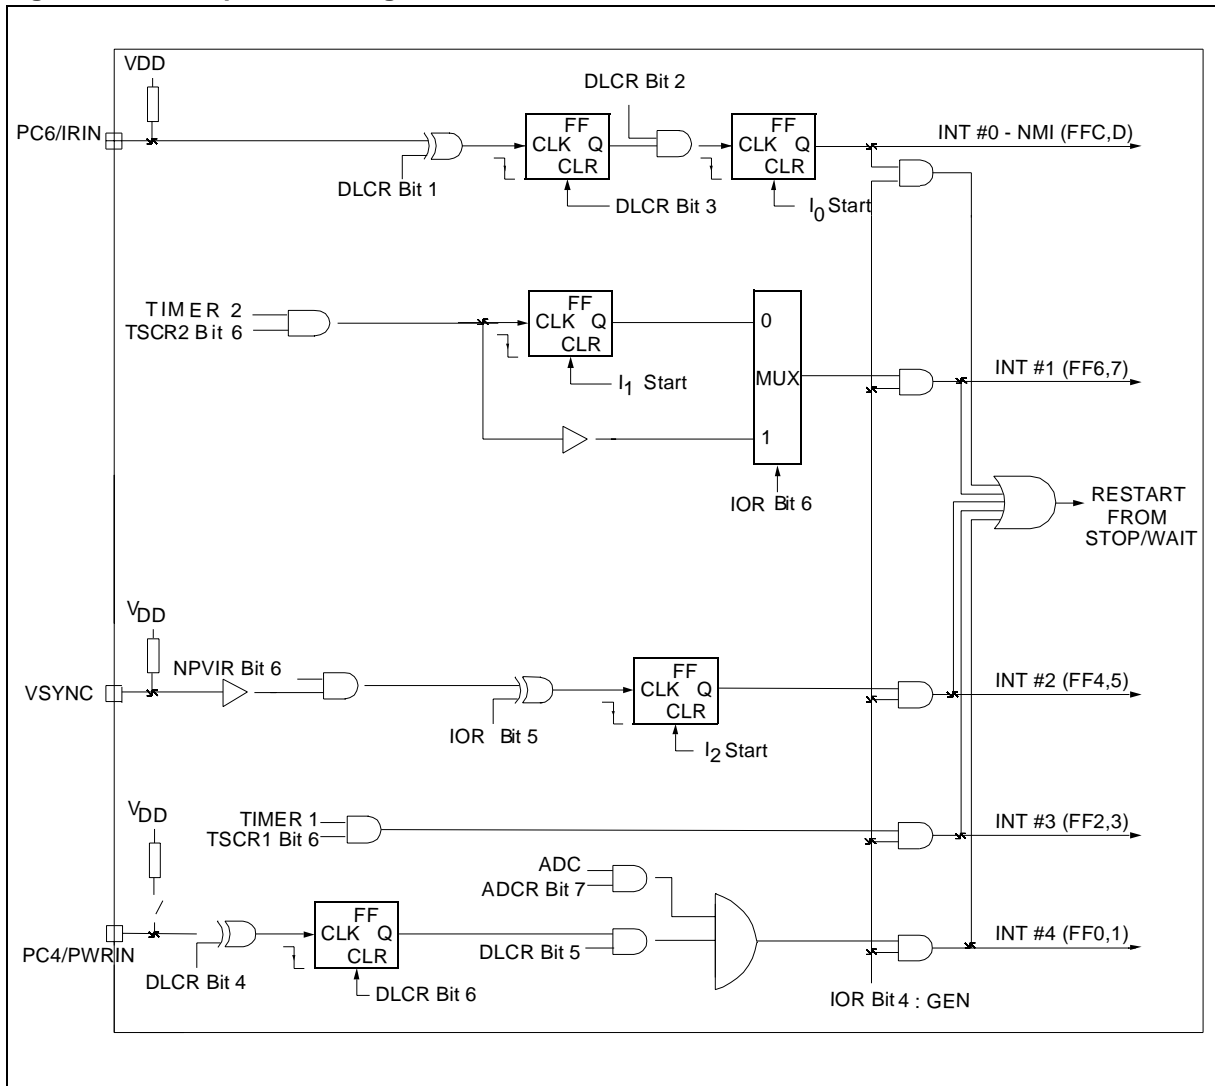 VDD
DLCR Bit 2
PC6/IRIN
FF
CLK Q
CLR
FF
CLK Q
CLR
INT #0 - NMI (FFC,D)
DLCR Bit 1
DLCR Bit 3
I0 Start
TIMER 2
TSCR2 Bit 6
FF
CLK Q
CLR
0
MUX
1
I1 Start
INT #1 (FF6,7)
IOR Bit 6
RESTART
FROM
STOP/WAIT
VDD
NPVIR Bit 6
VSYNC
FF
CLK Q
CLR
INT #2 (FF4,5)
IOR Bit 5
I2 Start
VDD
TIMER 1
TSCR1 Bit 6
INT #3 (FF2,3)
ADC
ADCR Bit 7
PC4/PWRIN
FF
CLK Q
CLR
DLCR Bit 5
INT #4 (FF0,1)
DLCR Bit 4
DLCR Bit 6
IOR Bit 4 : GEN